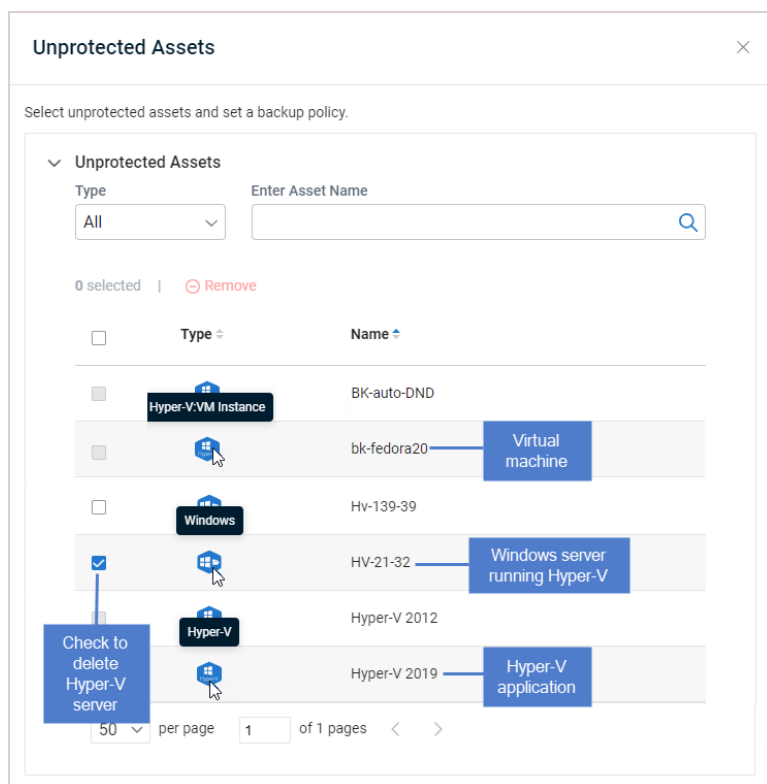 Unprotected Assets
Select unprotected assets and set a backup policy.
Unprotected Assets
Type
Enter Asset Name
All
0 selected | Remove
Type Name
BK-auto-DND
Hyper-V:VM Instance
bk-fedora20
Virtual
machine
Hv-139-39
Windows
HV-21-32
Windows server
running Hyper-V
Hyper-V 2012
Hyper-V
Check to
delete
Hyper-V
server
Hyper-V 2019
Hyper-V
application
50 per page 1 of 1 pages